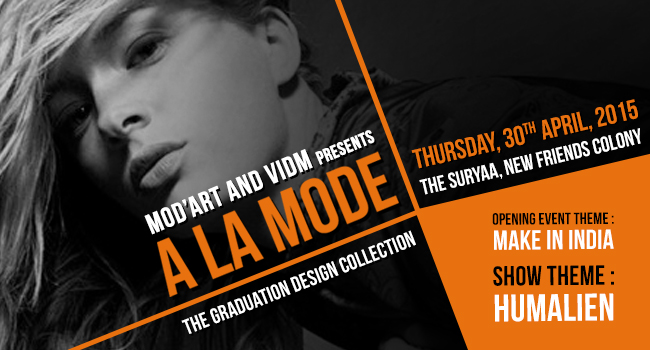 MOD'ART AND VIDM PRESENTS
A LA MODE
THE GRADUATION DESIGN COLLECTION
THURSDAY, 30TH APRIL, 2015
THE SURYAA, NEW FRIENDS COLONY
OPENING EVENT THEME :
MAKE IN INDIA
SHOW THEME :
HUMALIEN